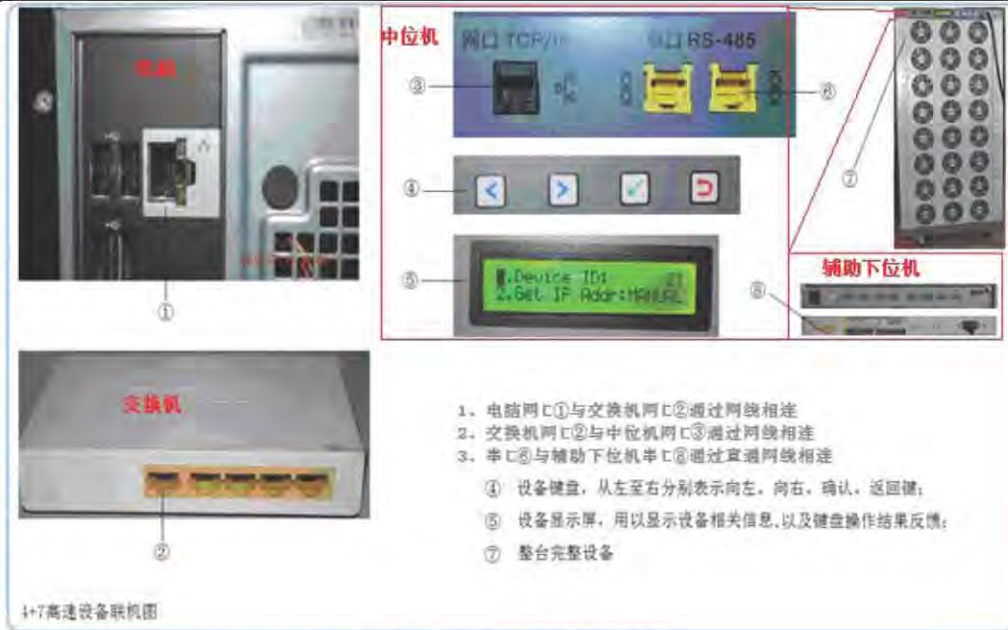 电脑
中位机
网口 TCP/IP
串口 RS-485
③
⑥
④
⑤
1.Device ID: 21
2.Get IP Addr:MANUAL
⑦
辅助下位机
⑧
①
交换机
②
1、电脑网口①与交换机网口②通过网线相连
2、交换机网口②与中位机网口③通过网线相连
3、串口⑥与辅助下位机串口⑧通过直通网线相连
④ 设备键盘，从左至右分别表示向左，向右，确认，返回键；
⑤ 设备显示屏，用以显示设备相关信息，以及键盘操作结果反馈；
⑦ 整台完整设备
4+7高速设备联机图